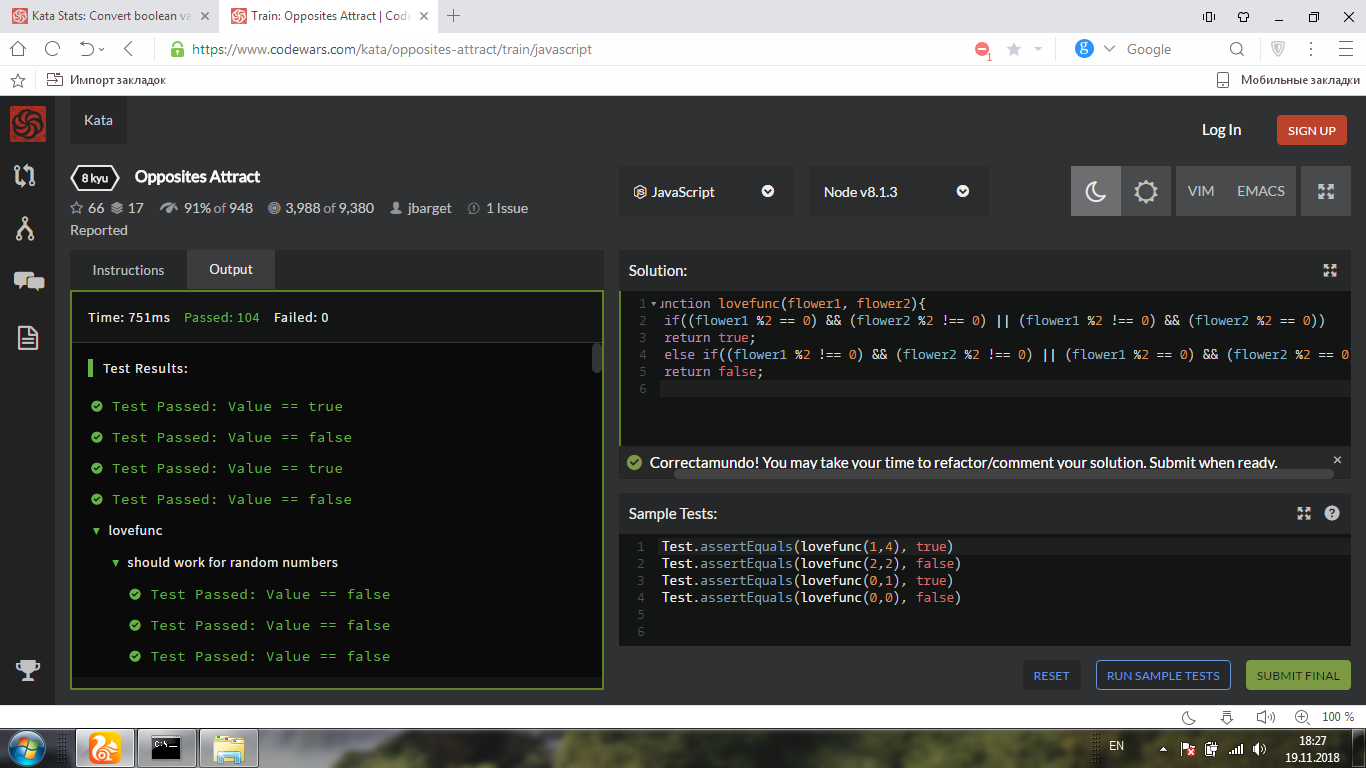 Kata Stats: Convert boolean va
Train: Opposites Attract | Code
https://www.codewars.com/kata/opposites-attract/train/javascript
1
g
Google
Импорт закладок
Мобильные закладки
Kata
Log In
SIGN UP
8 kyu
Opposites Attract
66 17 91% of 948 3,988 of 9,380 jbarget 1 Issue
Reported
JavaScript
Node v8.1.3
VIM
EMACS
Instructions
Output
Time: 751ms Passed: 104 Failed: 0
Test Results:
Test Passed: Value == true
Test Passed: Value == false
Test Passed: Value == true
Test Passed: Value == false
lovefunc
should work for random numbers
Test Passed: Value == false
Test Passed: Value == false
Test Passed: Value == false
Solution:
1 unction lovefunc(flower1, flower2){
2 if((flower1 %2 == 0) && (flower2 %2 !== 0) || (flower1 %2 !== 0) && (flower2 %2 == 0))
3 return true;
4 else if((flower1 %2 !== 0) && (flower2 %2 !== 0) || (flower1 %2 == 0) && (flower2 %2 == 0
5 return false;
6
Correctamundo! You may take your time to refactor/comment your solution. Submit when ready.
Sample Tests:
1 Test.assertEquals(lovefunc(1,4), true)
2 Test.assertEquals(lovefunc(2,2), false)
3 Test.assertEquals(lovefunc(0,1), true)
4 Test.assertEquals(lovefunc(0,0), false)
5
6
RESET
RUN SAMPLE TESTS
SUBMIT FINAL
100 %
C:\
EN
18:27
19.11.2018